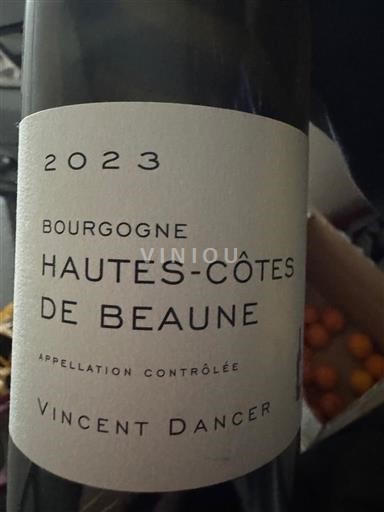 2023
BOURGOGNE
VINIOU
HAUTES-CÔTES
DE BEAUNE
APPELLATION CONTRÔLÉE
VINCENT DANCER